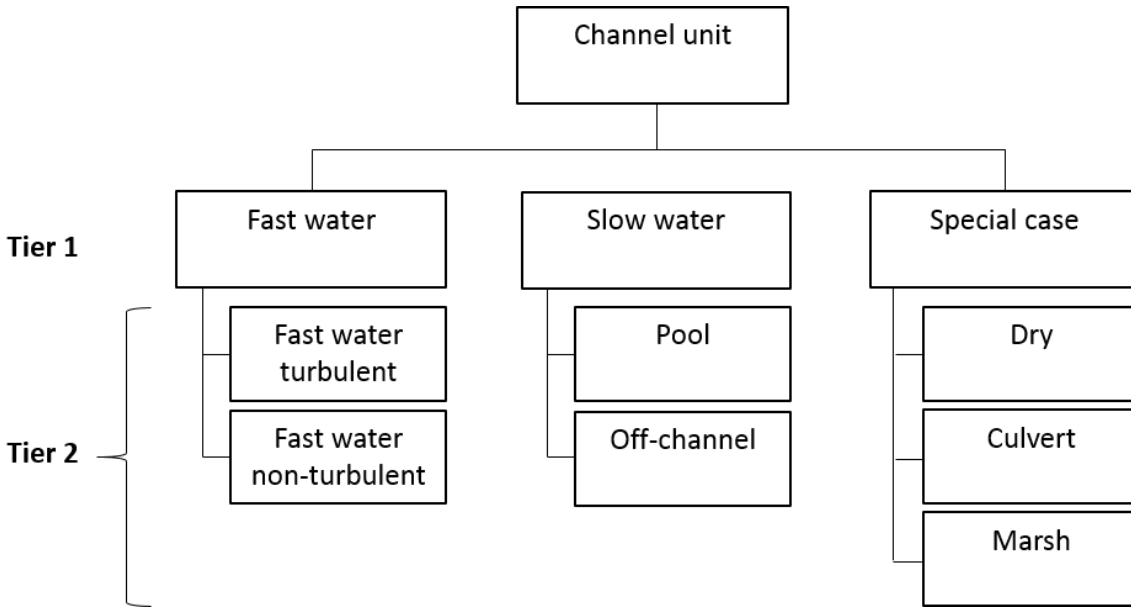 Channel unit
Tier 1
Fast water
Slow water
Special case
Tier 2
Fast water
turbulent
Pool
Dry
Fast water
non-turbulent
Off-channel
Culvert
Marsh